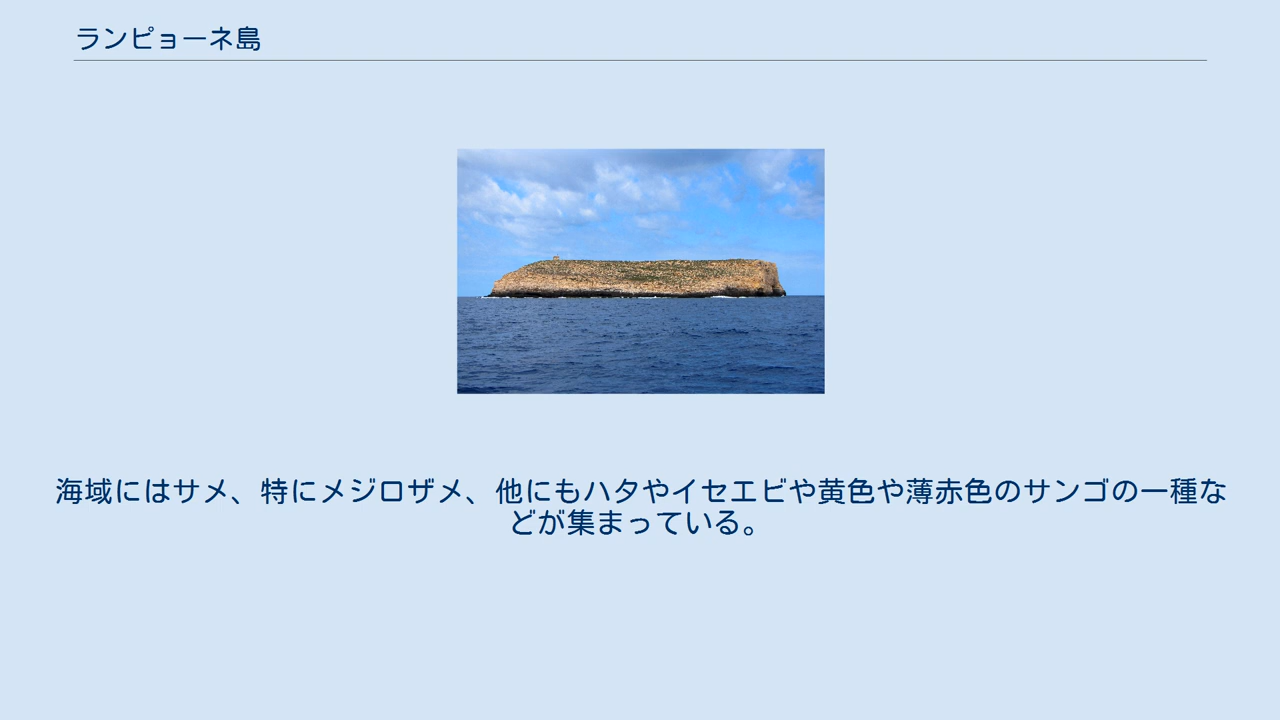 ランピョーネ島
海域にはサメ、特にメジロザメ、他にもハタやイセエビや黄色や薄赤色のサンゴの一種な
どが集まっている。